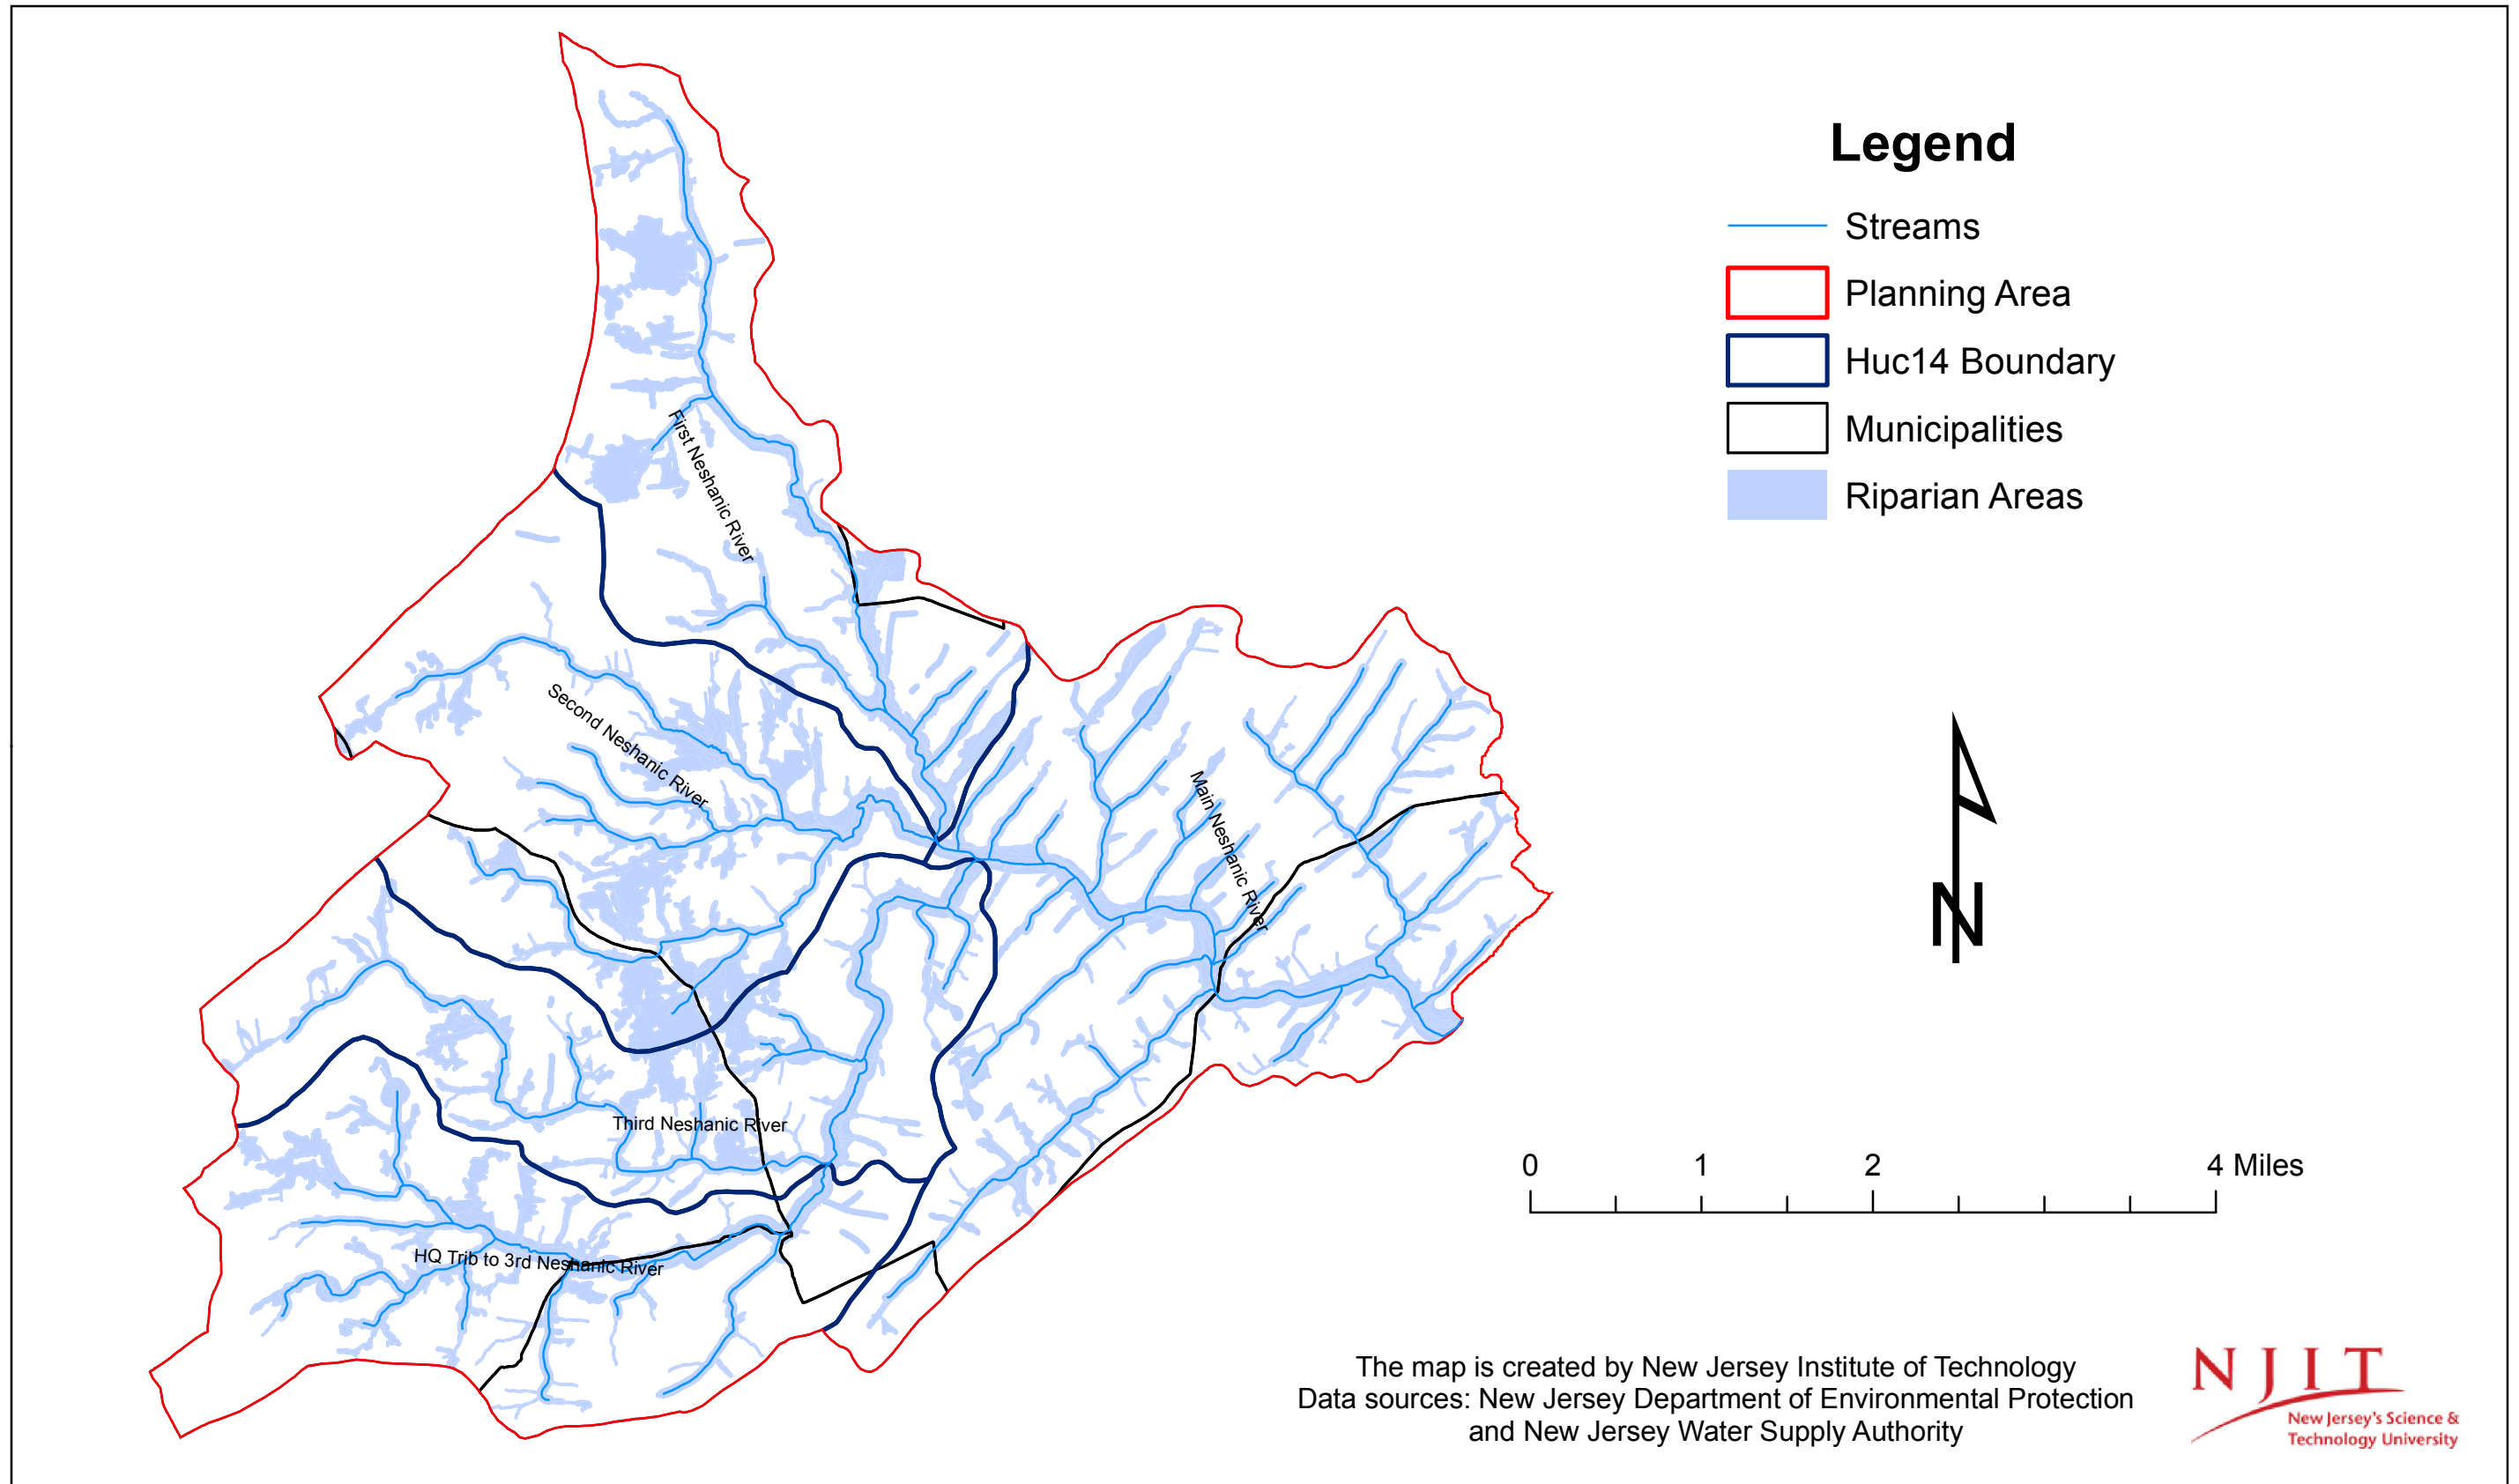 Legend
Streams
Planning Area
Huc14 Boundary
Municipalities
Riparian Areas
First Neshanic River
Second Neshanic River
Main Neshanic River
Third Neshanic River
HQ Trib to 3rd Neshanic River
N
0 1 2 4 Miles
The map is created by New Jersey Institute of Technology
Data sources: New Jersey Department of Environmental Protection
and New Jersey Water Supply Authority
NJIT
New Jersey's Science &
Technology University